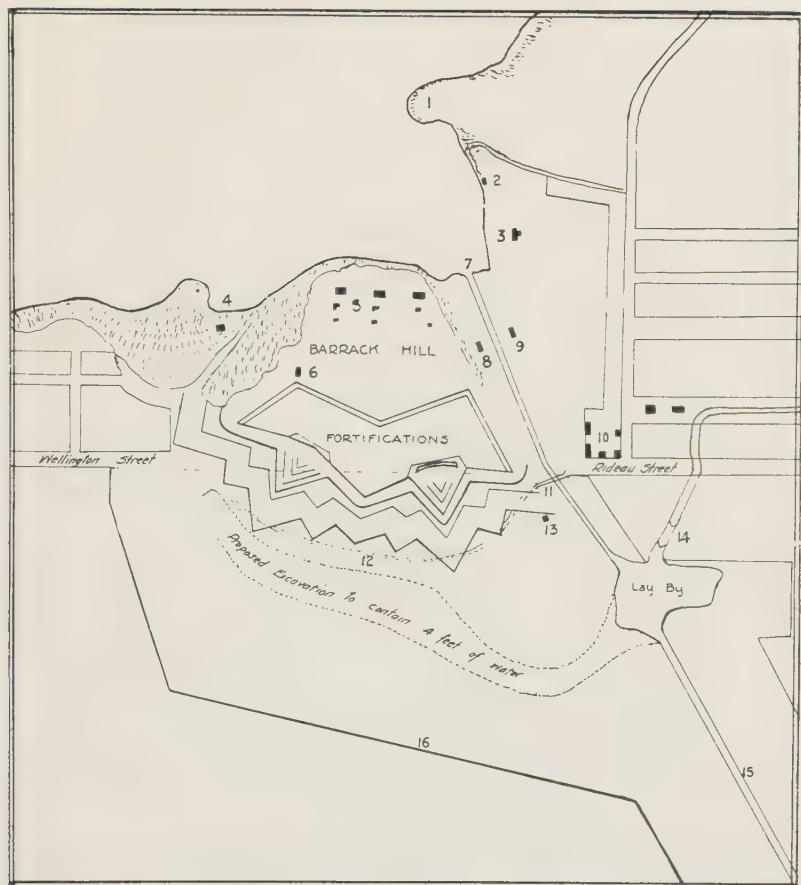 1
2
3
7
4
5
8
9
BARRACK HILL
6
10
FORTIFICATIONS
Wellington Street
Rideau Street
11
13
12
14
Proposed Excavation to contain 4 feet of water
Lay By
16
15